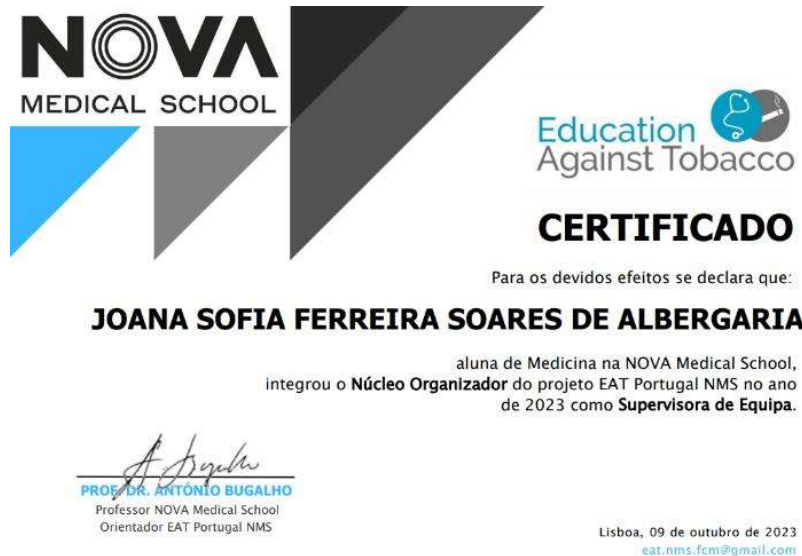 NOVA
MEDICAL SCHOOL
Education
Against Tobacco
CERTIFICADO
Para os devidos efeitos se declara que:
JOANA SOFIA FERREIRA SOARES DE ALBERGARIA
aluna de Medicina na NOVA Medical School,
integrou o Núcleo Organizador do projeto EAT Portugal NMS no ano
de 2023 como Supervisora de Equipa.
PROF. DR. ANTÓNIO BUGALHO
Professor NOVA Medical School
Orientador EAT Portugal NMS
Lisboa, 09 de outubro de 2023
eat.nms.fcm@gmail.com